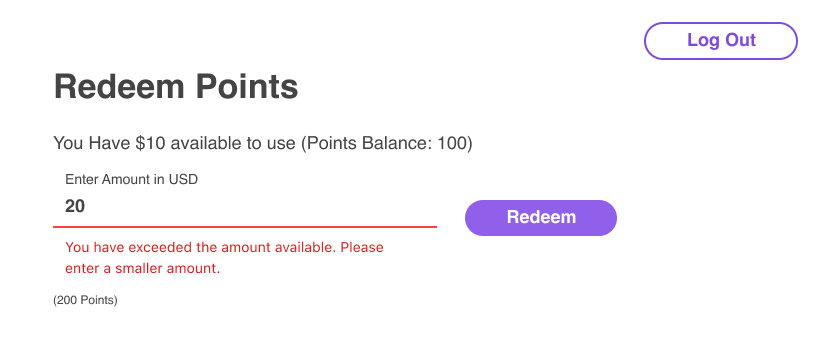 Log Out
Redeem Points
You Have $10 available to use (Points Balance: 100)
Enter Amount in USD
20
Redeem
You have exceeded the amount available. Please
enter a smaller amount.
(200 Points)